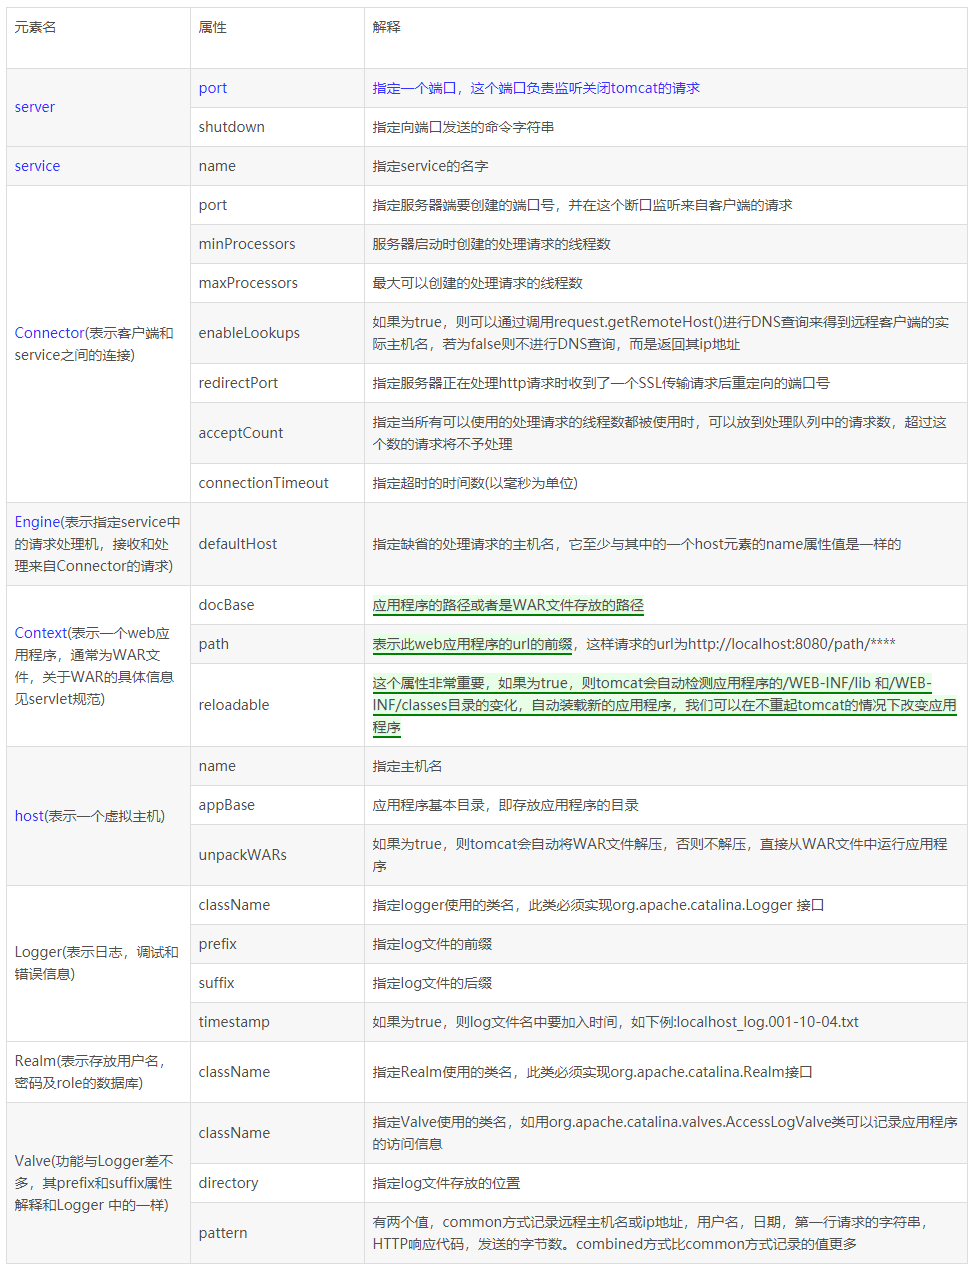 元素名 属性 解释
server port 指定一个端口，这个端口负责监听关闭tomcat的请求
shutdown 指定向端口发送的命令字符串
service name 指定service的名字
Connector(表示客户端和
service之间的连接)
port 指定服务器端要创建的端口号，并在这个断口监听来自客户端的请求
minProcessors 服务器启动时创建的处理请求的线程数
maxProcessors 最大可以创建的处理请求的线程数
enableLookups 如果为true，则可以通过调用request.getRemoteHost()进行DNS查询来得到远程客户端的实
际主机名，若为false则不进行DNS查询，而是返回其ip地址
redirectPort 指定服务器正在处理http请求时收到了一个SSL传输请求后重定向的端口号
acceptCount 指定当所有可以使用的处理请求的线程数都被使用时，可以放到处理队列中的请求数，超过这
个数的请求将不予处理
connectionTimeout 指定超时的时间数(以毫秒为单位)
Engine(表示指定service中
的请求处理机，接收和处
理来自Connector的请求)
defaultHost 指定缺省的处理请求的主机名，它至少与其中的一个host元素的name属性值是一样的
Context(表示一个web应
用程序，通常为WAR文
件，关于WAR的具体信息
见servlet规范)
docBase 应用程序的路径或者是WAR文件存放的路径
path 表示此web应用程序的url的前缀，这样请求的url为http://localhost:8080/path/****
reloadable 这个属性非常重要，如果为true，则tomcat会自动检测应用程序的/WEB-INF/lib 和/WEB-
INF/classes目录的变化，自动装载新的应用程序，我们可以在不重起tomcat的情况下改变应用
程序
host(表示一个虚拟主机)
name 指定主机名
appBase 应用程序基本目录，即存放应用程序的目录
unpackWARs 如果为true，则tomcat会自动将WAR文件解压，否则不解压，直接从WAR文件中运行应用程
序
Logger(表示日志，调试和
错误信息)
className 指定logger使用的类名，此类必须实现org.apache.catalina.Logger 接口
prefix 指定log文件的前缀
suffix 指定log文件的后缀
timestamp 如果为true，则log文件名中要加入时间，如下例:localhost_log.001-10-04.txt
Realm(表示存放用户名，
密码及role的数据库)
className 指定Realm使用的类名，此类必须实现org.apache.catalina.Realm接口
Valve(功能与Logger差不
多，其prefix和suffix属性
解释和Logger 中的一样)
className 指定Valve使用的类名，如用org.apache.catalina.valves.AccessLogValve类可以记录应用程序
的访问信息
directory 指定log文件存放的位置
pattern 有两个值，common方式记录远程主机名或ip地址，用户名，日期，第一行请求的字符串，
HTTP响应代码，发送的字节数。combined方式比common方式记录的值更多